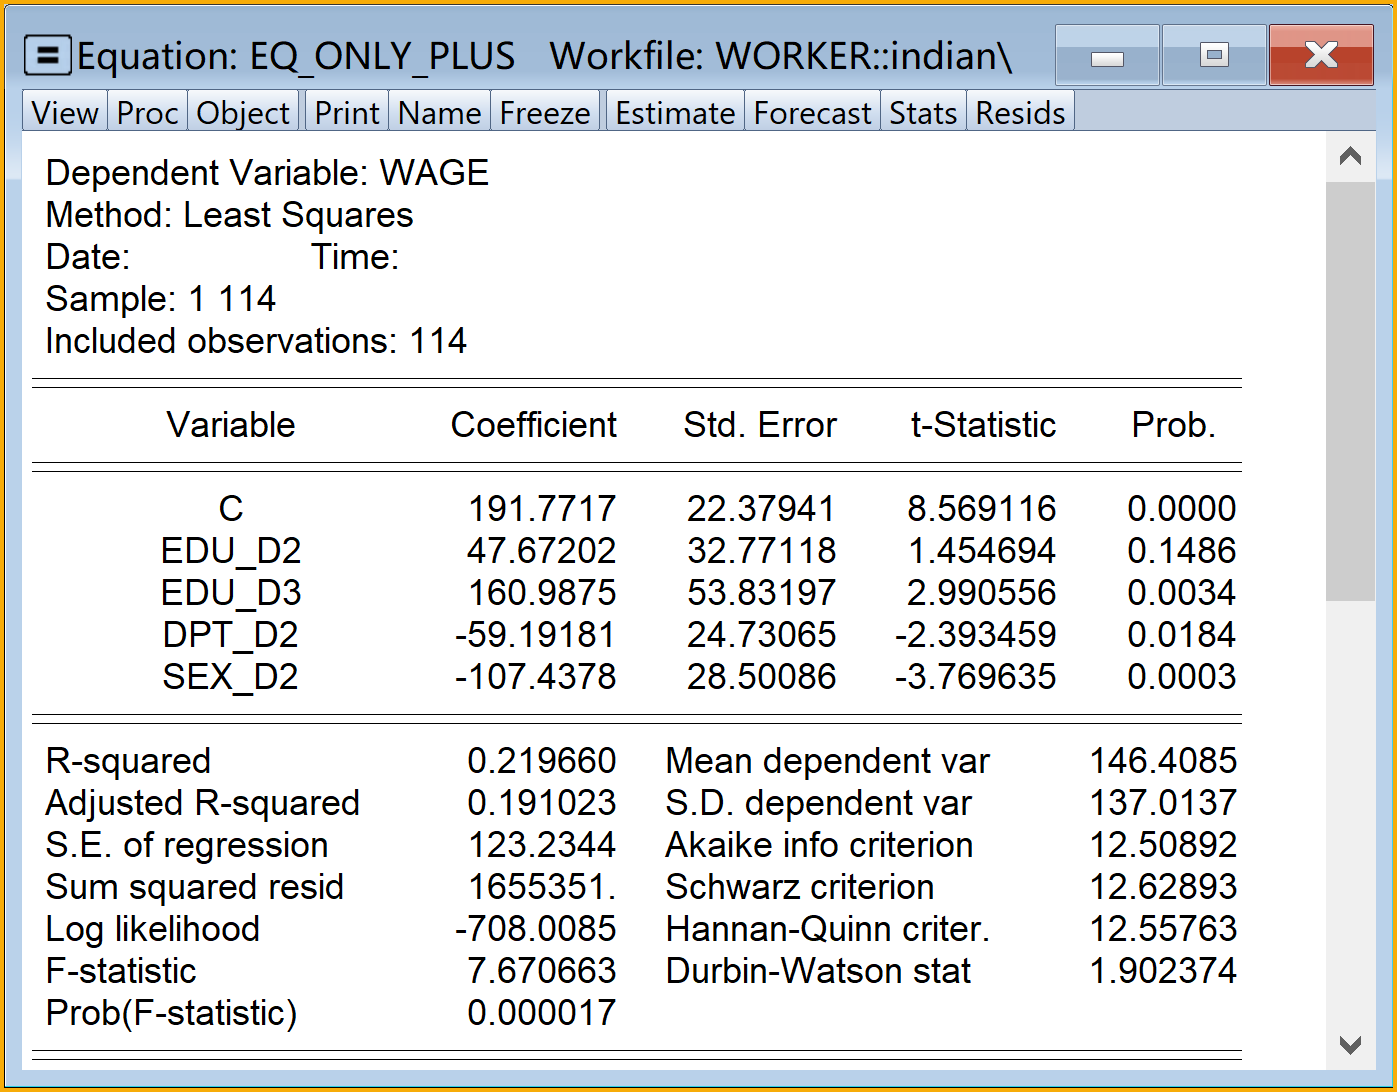 Equation: EQ_ONLY_PLUS Workfile: WORKER::indian\
View Proc Object Print Name Freeze Estimate Forecast Stats Resids
Dependent Variable: WAGE
Method: Least Squares
Date: Time:
Sample: 1 114
Included observations: 114
Variable Coefficient Std. Error t-Statistic Prob.
C 191.7717 22.37941 8.569116 0.0000
EDU_D2 47.67202 32.77118 1.454694 0.1486
EDU_D3 160.9875 53.83197 2.990556 0.0034
DPT_D2 -59.19181 24.73065 -2.393459 0.0184
SEX_D2 -107.4378 28.50086 -3.769635 0.0003
R-squared 0.219660 Mean dependent var 146.4085
Adjusted R-squared 0.191023 S.D. dependent var 137.0137
S.E. of regression 123.2344 Akaike info criterion 12.50892
Sum squared resid 1655351. Schwarz criterion 12.62893
Log likelihood -708.0085 Hannan-Quinn criter. 12.55763
F-statistic 7.670663 Durbin-Watson stat 1.902374
Prob(F-statistic) 0.000017